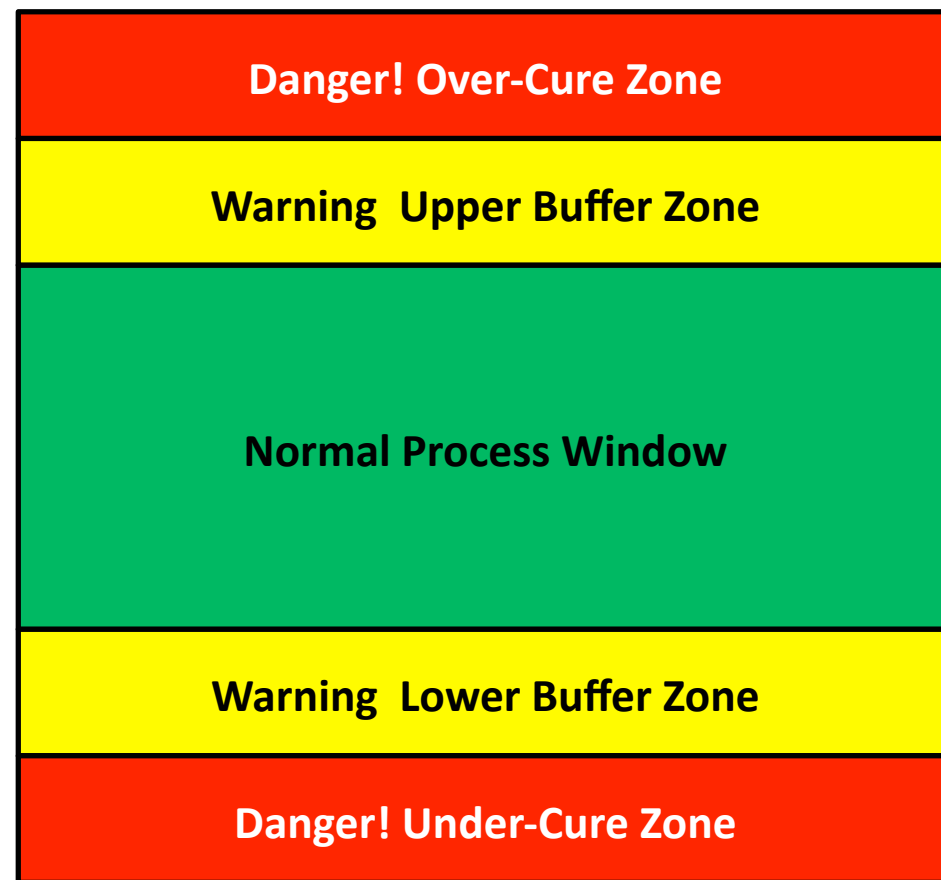 Danger! Over-Cure Zone
Warning  Upper Buffer Zone
Normal Process Window
Warning  Lower Buffer Zone
Danger! Under-Cure Zone